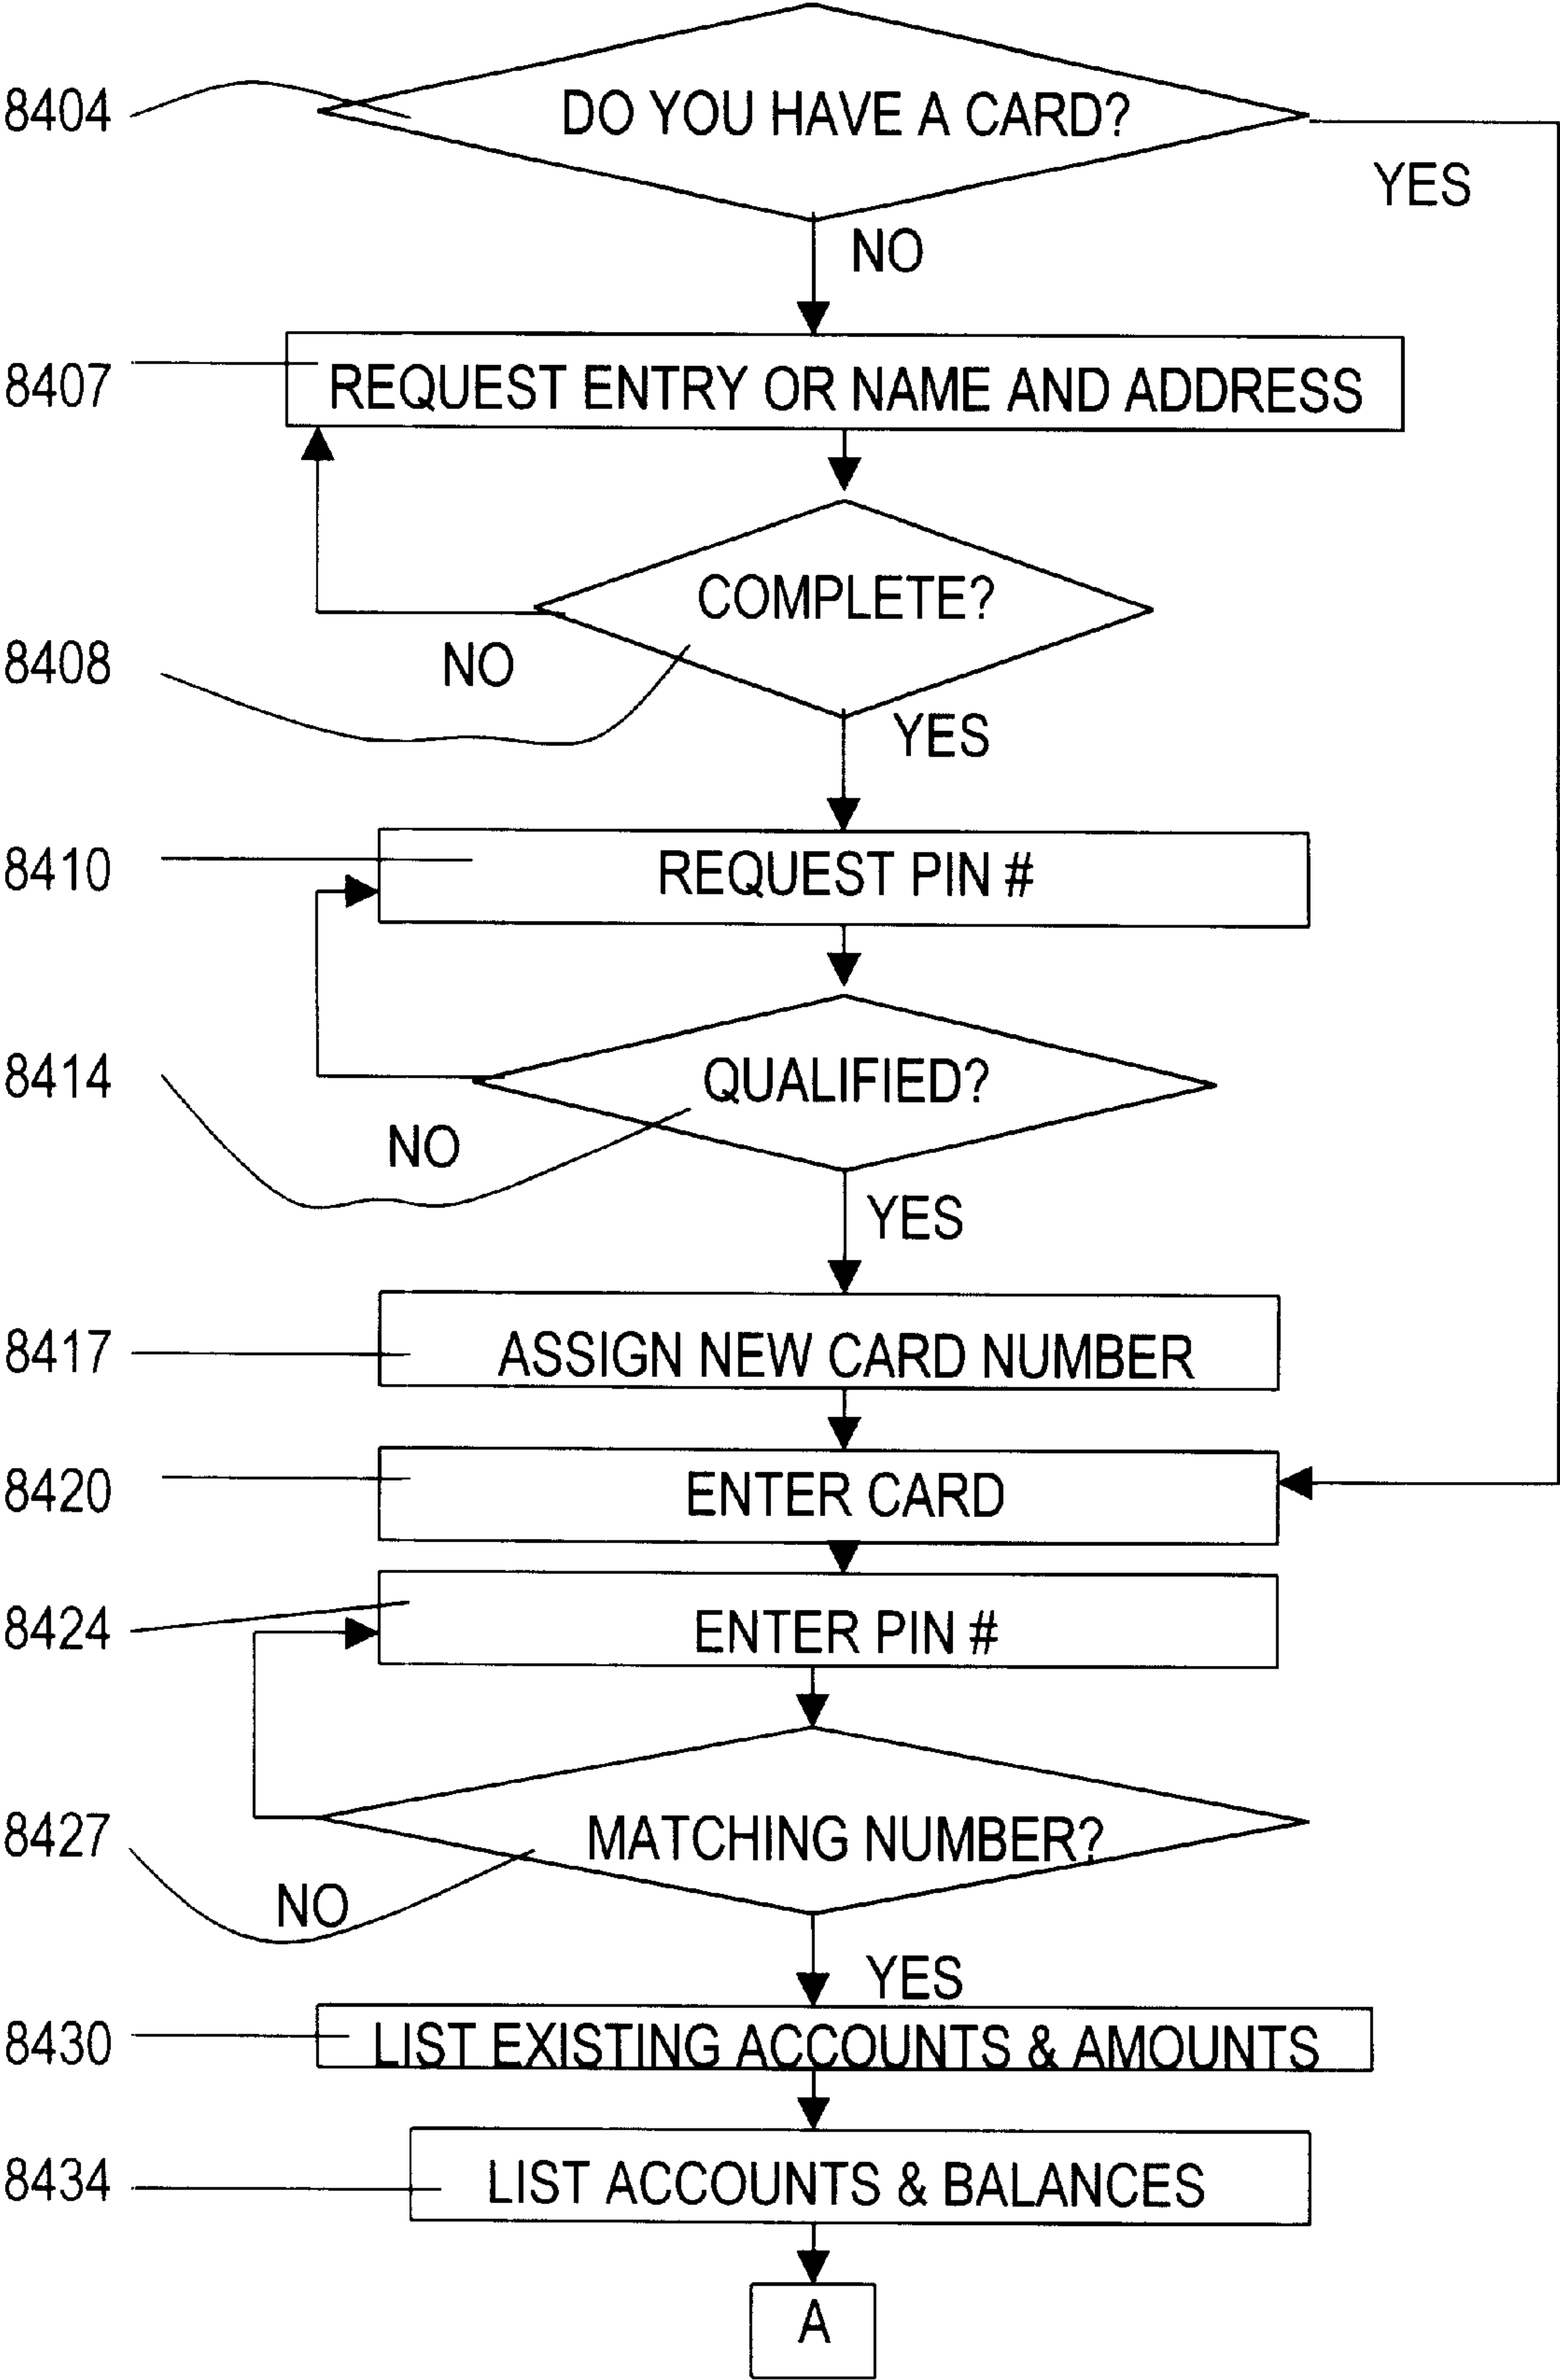 8404
DO YOU HAVE A CARD?
YES
NO
8407
REQUEST ENTRY OR NAME AND ADDRESS
COMPLETE?
8408
NO
YES
8410
REQUEST PIN #
8414
QUALIFIED?
NO
YES
8417
ASSIGN NEW CARD NUMBER
8420
ENTER CARD
8424
ENTER PIN #
8427
MATCHING NUMBER?
NO
YES
8430
LIST EXISTING ACCOUNTS & AMOUNTS
8434
LIST ACCOUNTS & BALANCES
A